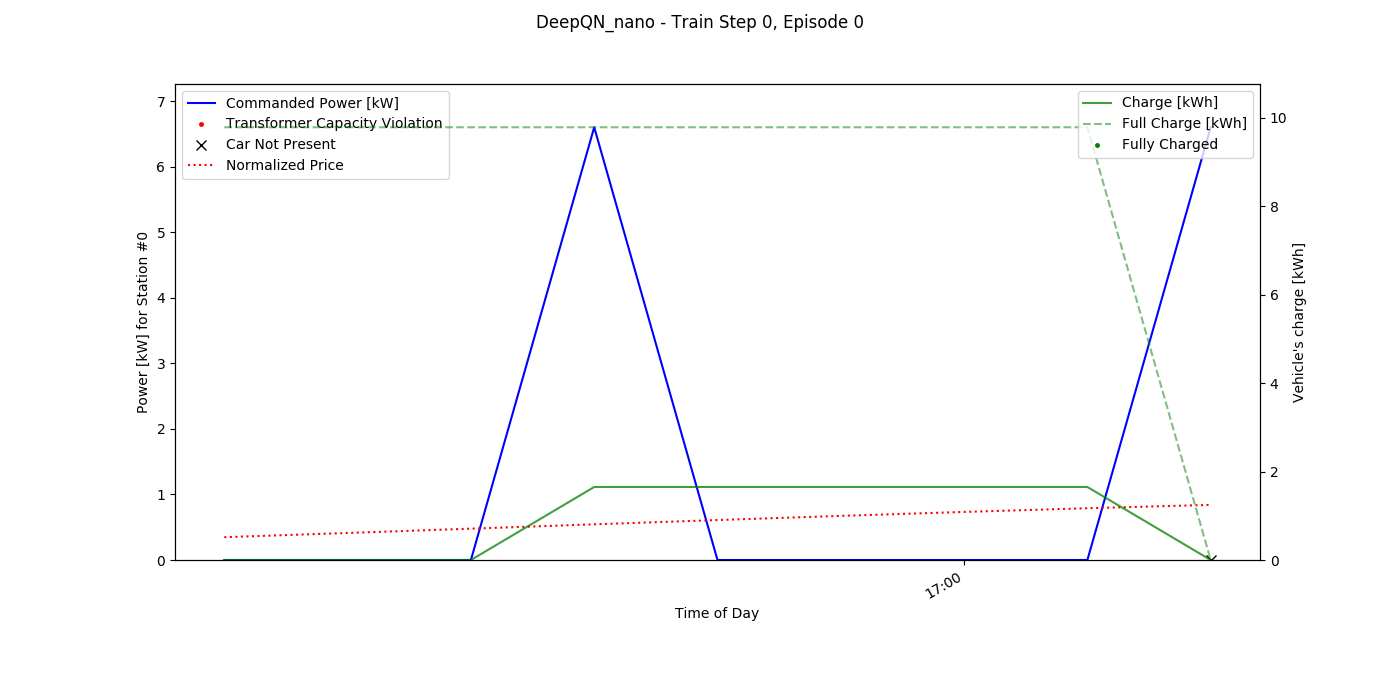 DeepQN_nano - Train Step 0, Episode 0
Commanded Power [kW]
Transformer Capacity Violation
Car Not Present
Normalized Price
Charge [kWh]
Full Charge [kWh]
Fully Charged
7
6
5
4
3
2
1
0
Power [kW] for Station #0
10
8
6
4
2
0
Vehicle's charge [kWh]
17:00
Time of Day